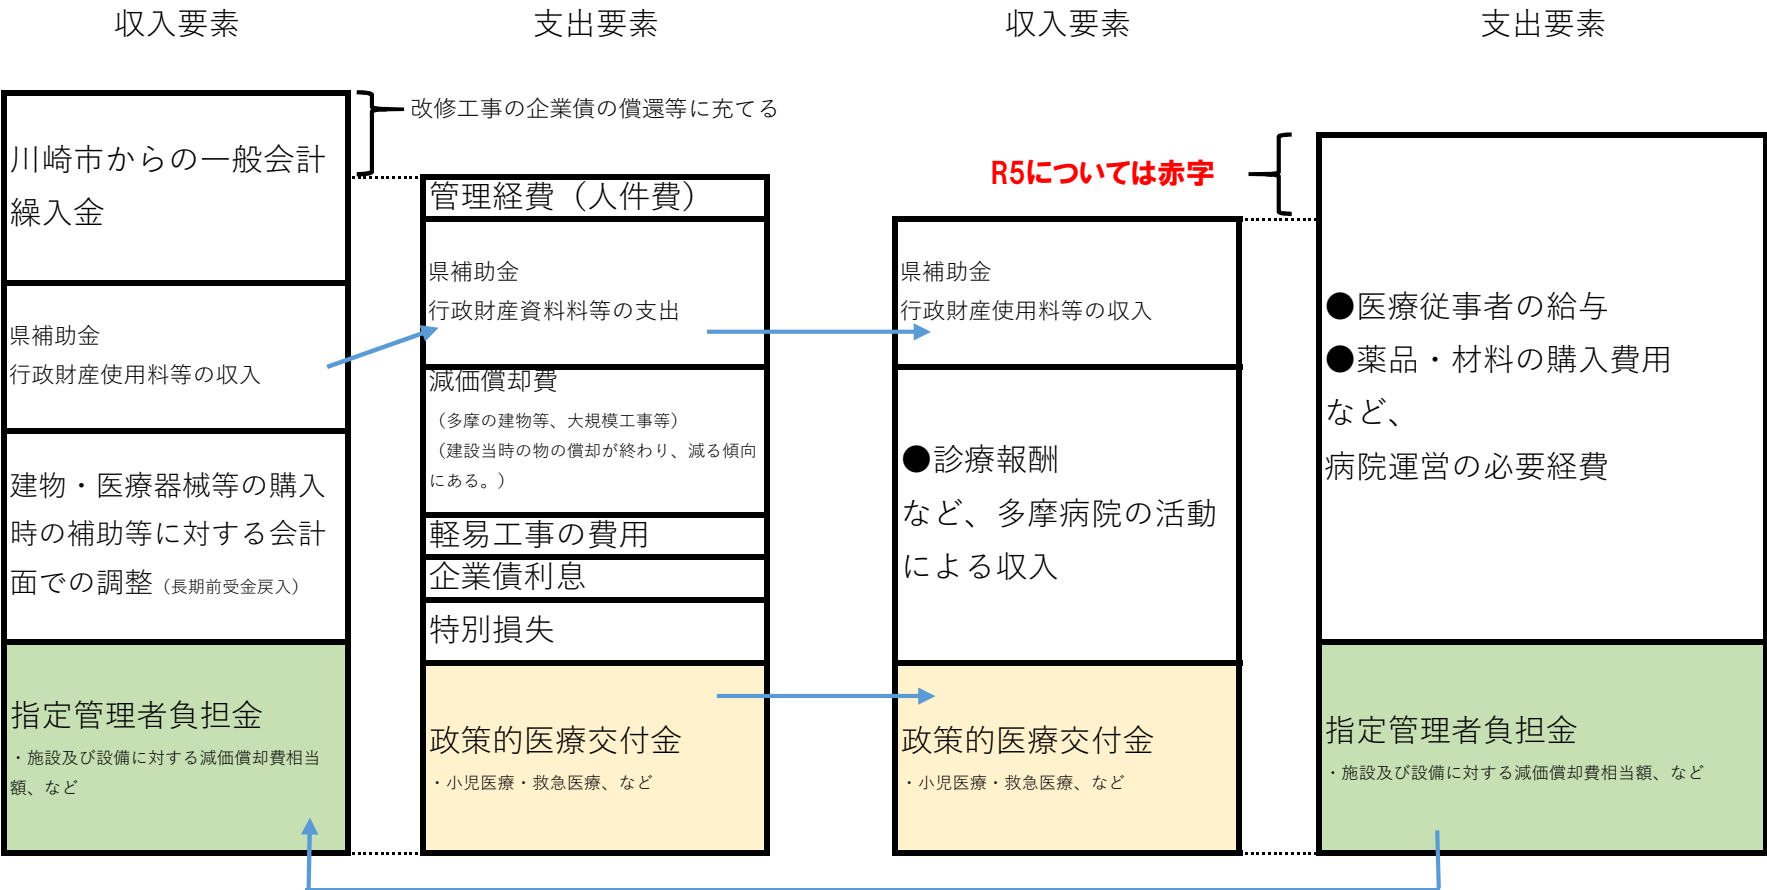 収入要素
支出要素
収入要素
支出要素
改修工事の企業債の償還等に充てる
川崎市からの一般会計
繰入金
県補助金
行政財産使用料等の収入
建物・医療器械等の購入
時の補助等に対する会計
面での調整（長期前受金戻入）
指定管理者負担金
・施設及び設備に対する減価償却費相当
額、など
管理経費（人件費）
県補助金
行政財産資料料等の支出
減価償却費
（多摩の建物等、大規模工事等）
（建設当時の物の償却が終わり、減る傾向
にある。）
軽易工事の費用
企業債利息
特別損失
政策的医療交付金
・小児医療・救急医療、など
R5については赤字
県補助金
行政財産使用料等の収入
●診療報酬
など、多摩病院の活動
による収入
政策的医療交付金
・小児医療・救急医療、など
●医療従事者の給与
●薬品・材料の購入費用
など、
病院運営の必要経費
指定管理者負担金
・施設及び設備に対する減価償却費相当額、など